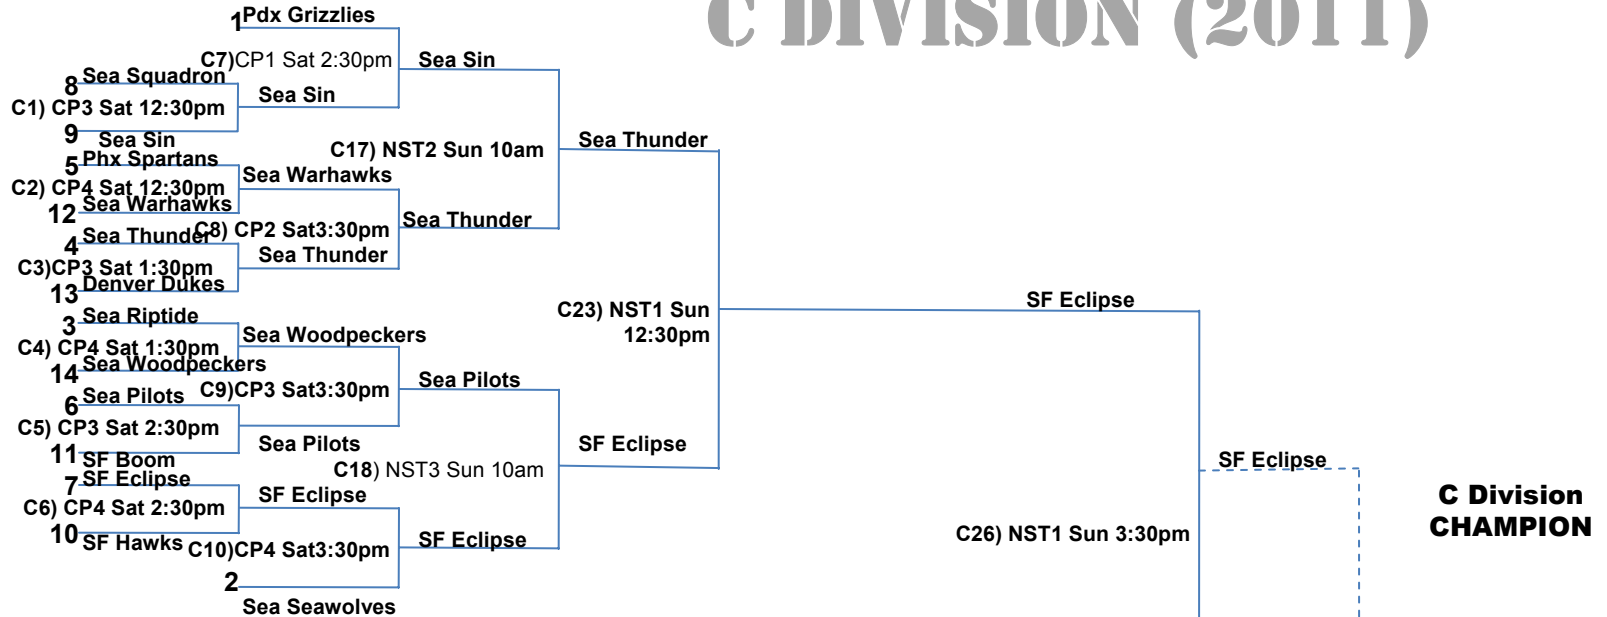 C DIVISION (2011)
1 Pdx Grizzlies
C7)CP1 Sat 2:30pm
Sea Sin
8 Sea Squadron
C1) CP3 Sat 12:30pm
Sea Sin
9 Sea Sin
C17) NST2 Sun 10am
Sea Thunder
5 Phx Spartans
C2) CP4 Sat 12:30pm
Sea Warhawks
12 Sea Warhawks
C8) CP2 Sat3:30pm
Sea Thunder
4 Sea Thunder
C3)CP3 Sat 1:30pm
Sea Thunder
13 Denver Dukes
C23) NST1 Sun
12:30pm
SF Eclipse
3 Sea Riptide
C4) CP4 Sat 1:30pm
Sea Woodpeckers
14 Sea Woodpeckers
C9)CP3 Sat3:30pm
Sea Pilots
6 Sea Pilots
C5) CP3 Sat 2:30pm
Sea Pilots
11 SF Boom
C18) NST3 Sun 10am
SF Eclipse
7 SF Eclipse
C6) CP4 Sat 2:30pm
SF Eclipse
10 SF Hawks
C10)CP4 Sat3:30pm
SF Eclipse
2 Sea Seawolves
C26) NST1 Sun 3:30pm
SF Eclipse
C Division
CHAMPION